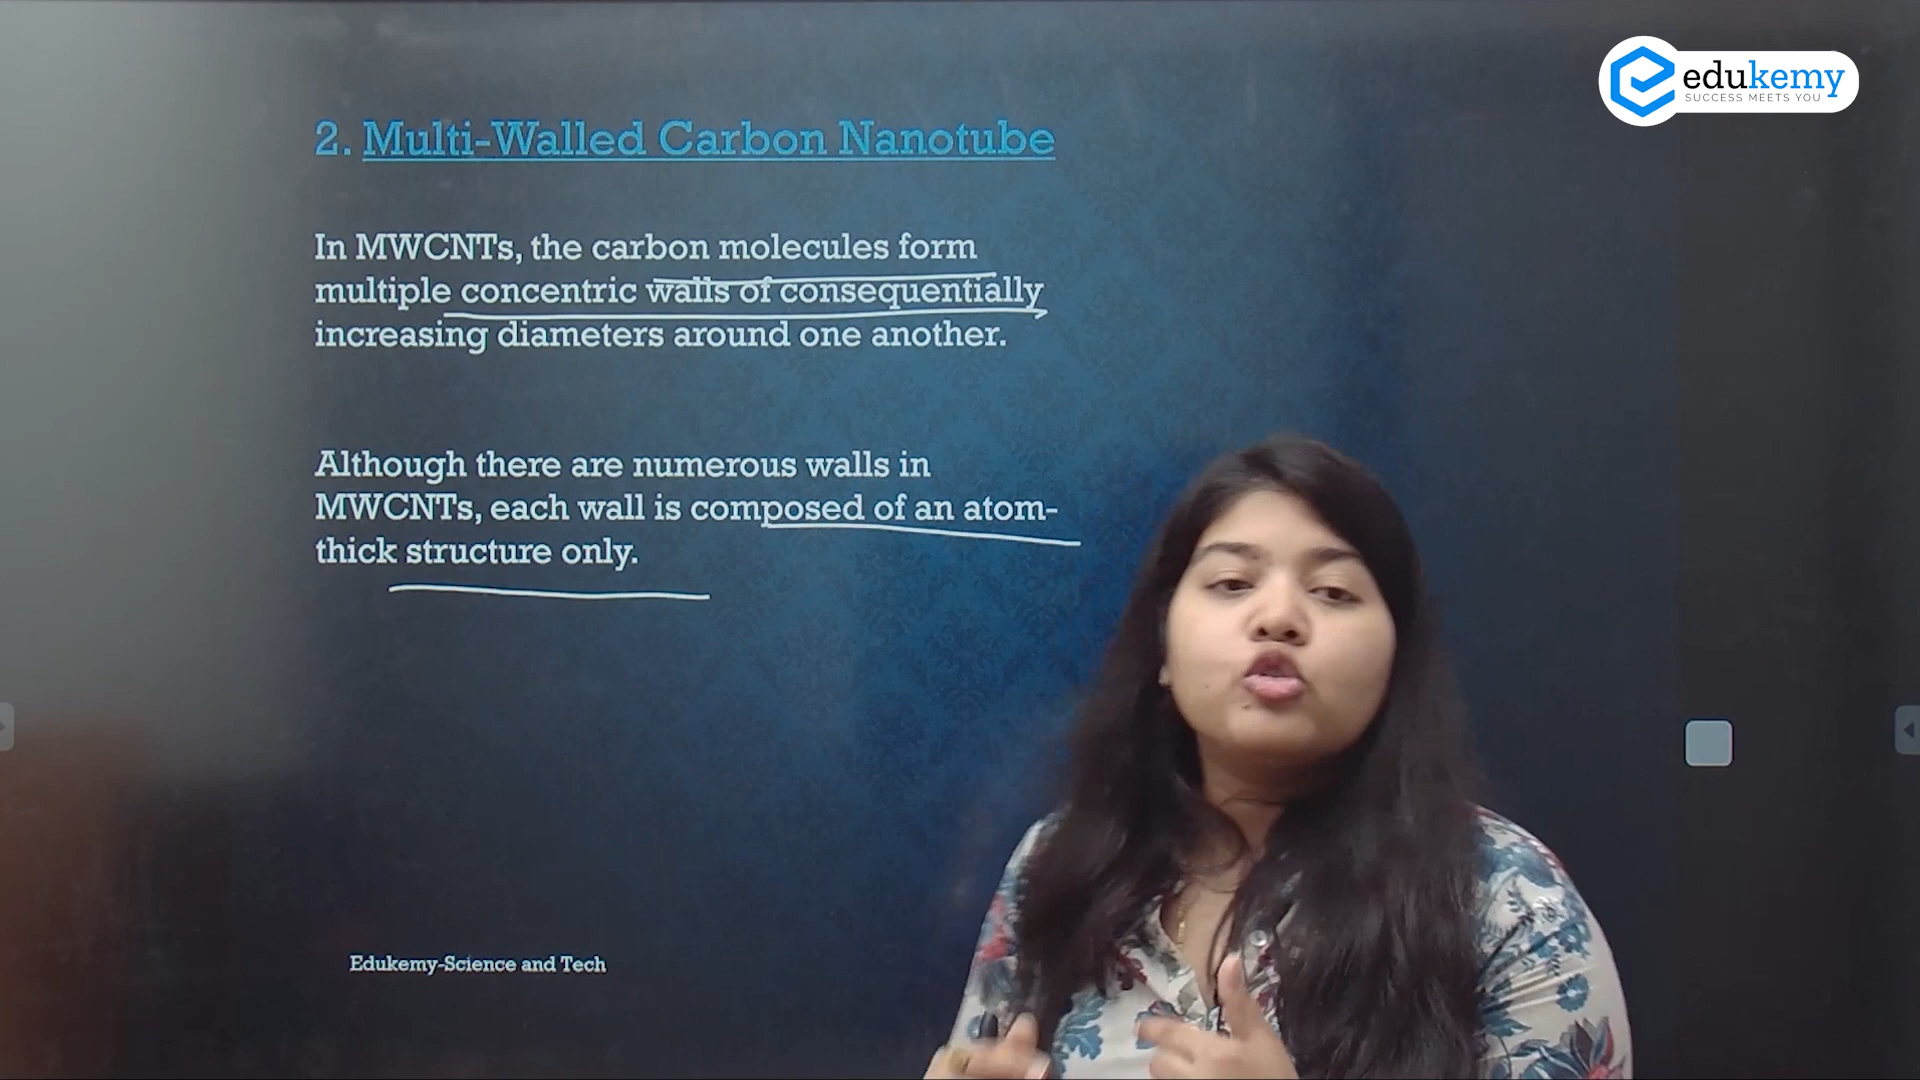 edukemy
SUCCESS MEETS YOU
2. Multi-Walled Carbon Nanotube
In MWCNTs, the carbon molecules form
multiple concentric walls of consequentially
increasing diameters around one another.
Although there are numerous walls in
MWCNTs, each wall is composed of an atom-
thick structure only.
Edukemy-Science and Tech